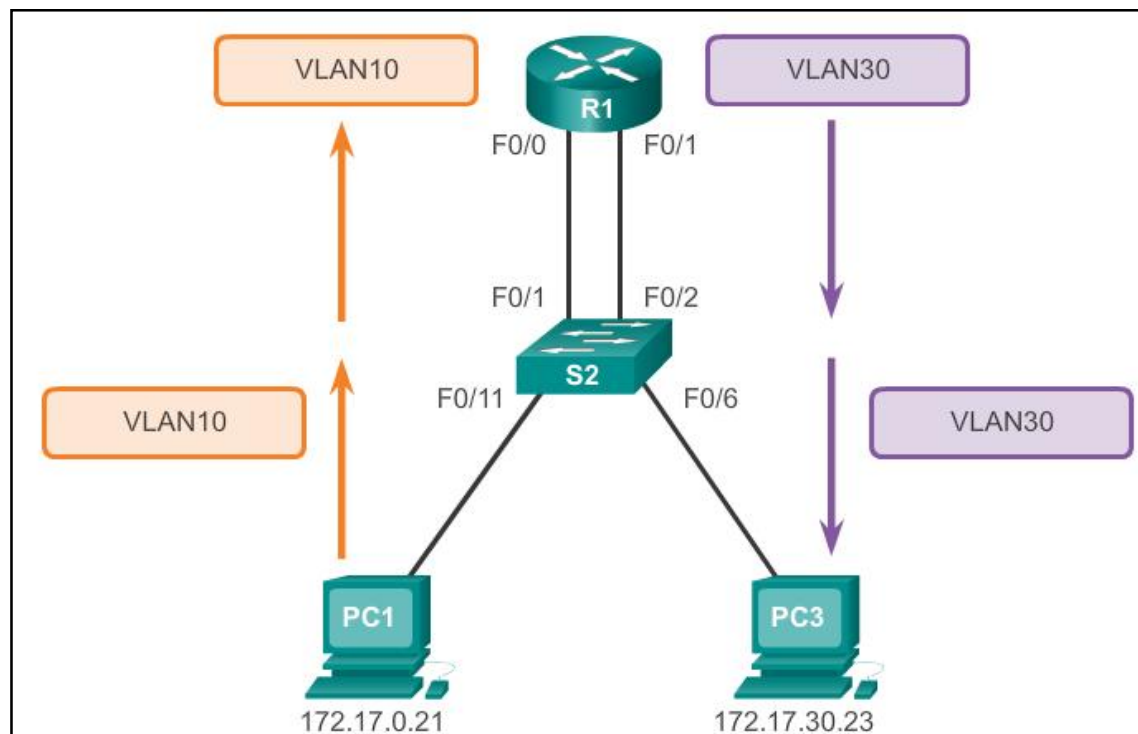 VLAN10
VLAN30
R1
F0/0
F0/1
F0/1
F0/2
S2
F0/11
F0/6
VLAN10
VLAN30
PC1
PC3
172.17.0.21
172.17.30.23